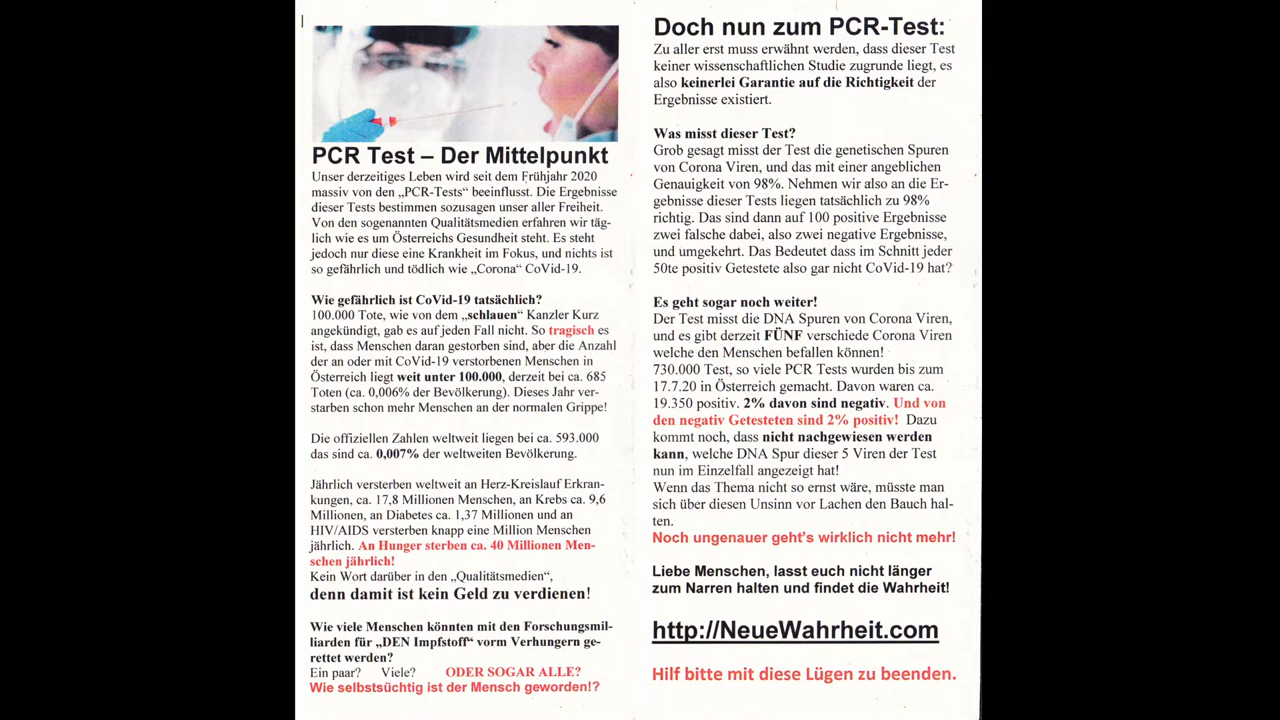 PCR Test – Der Mittelpunkt
Unser derzeitiges Leben wird seit dem Frühjahr 2020
massiv von den „PCR-Tests“ beeinflusst. Die Ergebnisse
dieser Tests bestimmen sozusagen unser aller Freiheit.
Von den sogenannten Qualitätsmedien erfahren wir täg-
lich wie es um Österreichs Gesundheit steht. Es steht
jedoch nur diese eine Krankheit im Fokus, und nichts ist
so gefährlich und tödlich wie „Corona“ CoVid-19.
Wie gefährlich ist CoVid-19 tatsächlich?
100.000 Tote, wie von dem „schlauen“ Kanzler Kurz
angekündigt, gab es auf jeden Fall nicht. So tragisch es
ist, dass Menschen daran gestorben sind, aber die Anzahl
der an oder mit CoVid-19 verstorbenen Menschen in
Österreich liegt weit unter 100.000, derzeit bei ca. 685
Toten (ca. 0,006% der Bevölkerung). Dieses Jahr ver-
starben schon mehr Menschen an der normalen Grippe!
Die offiziellen Zahlen weltweit liegen bei ca. 593.000
das sind ca. 0,007% der weltweiten Bevölkerung.
Jährlich versterben weltweit an Herz-Kreislauf Erkran-
kungen, ca. 17,8 Millionen Menschen, an Krebs ca. 9,6
Millionen, an Diabetes ca. 1,37 Millionen und an
HIV/AIDS versterben knapp eine Million Menschen
jährlich. An Hunger sterben ca. 40 Millionen Men-
schen jährlich!
Kein Wort darüber in den „Qualitätsmedien“,
denn damit ist kein Geld zu verdienen!
Wie viele Menschen könnten mit den Forschungsmil-
liarden für „DEN Impfstoff“ vorm Verhungern ge-
rettet werden?
Ein paar? Viele? ODER SOGAR ALLE?
Wie selbstsüchtig ist der Mensch geworden!?
Doch nun zum PCR-Test:
Zu aller erst muss erwähnt werden, dass dieser Test
keiner wissenschaftlichen Studie zugrunde liegt, es
also keinerlei Garantie auf die Richtigkeit der
Ergebnisse existiert.
Was misst dieser Test?
Grob gesagt misst der Test die genetischen Spuren
von Corona Viren, und das mit einer angeblichen
Genauigkeit von 98%. Nehmen wir also an die Er-
gebnisse dieser Tests liegen tatsächlich zu 98%
richtig. Das sind dann auf 100 positive Ergebnisse
zwei falsche dabei, also zwei negative Ergebnisse,
und umgekehrt. Das Bedeutet dass im Schnitt jeder
50te positiv Getestete also gar nicht CoVid-19 hat?
Es geht sogar noch weiter!
Der Test misst die DNA Spuren von Corona Viren,
und es gibt derzeit FÜNF verschiede Corona Viren
welche den Menschen befallen können!
730.000 Test, so viele PCR Tests wurden bis zum
17.7.20 in Österreich gemacht. Davon waren ca.
19.350 positiv. 2% davon sind negativ. Und von
den negativ Getesteten sind 2% positiv! Dazu
kommt noch, dass nicht nachgewiesen werden
kann, welche DNA Spur dieser 5 Viren der Test
nun im Einzelfall angezeigt hat!
Wenn das Thema nicht so ernst wäre, müsste man
sich über diesen Unsinn vor Lachen den Bauch hal-
ten.
Noch ungenauer geht's wirklich nicht mehr!
Liebe Menschen, lasst euch nicht länger
zum Narren halten und findet die Wahrheit!
http://NeueWahrheit.com
Hilf bitte mit diese Lügen zu beenden.